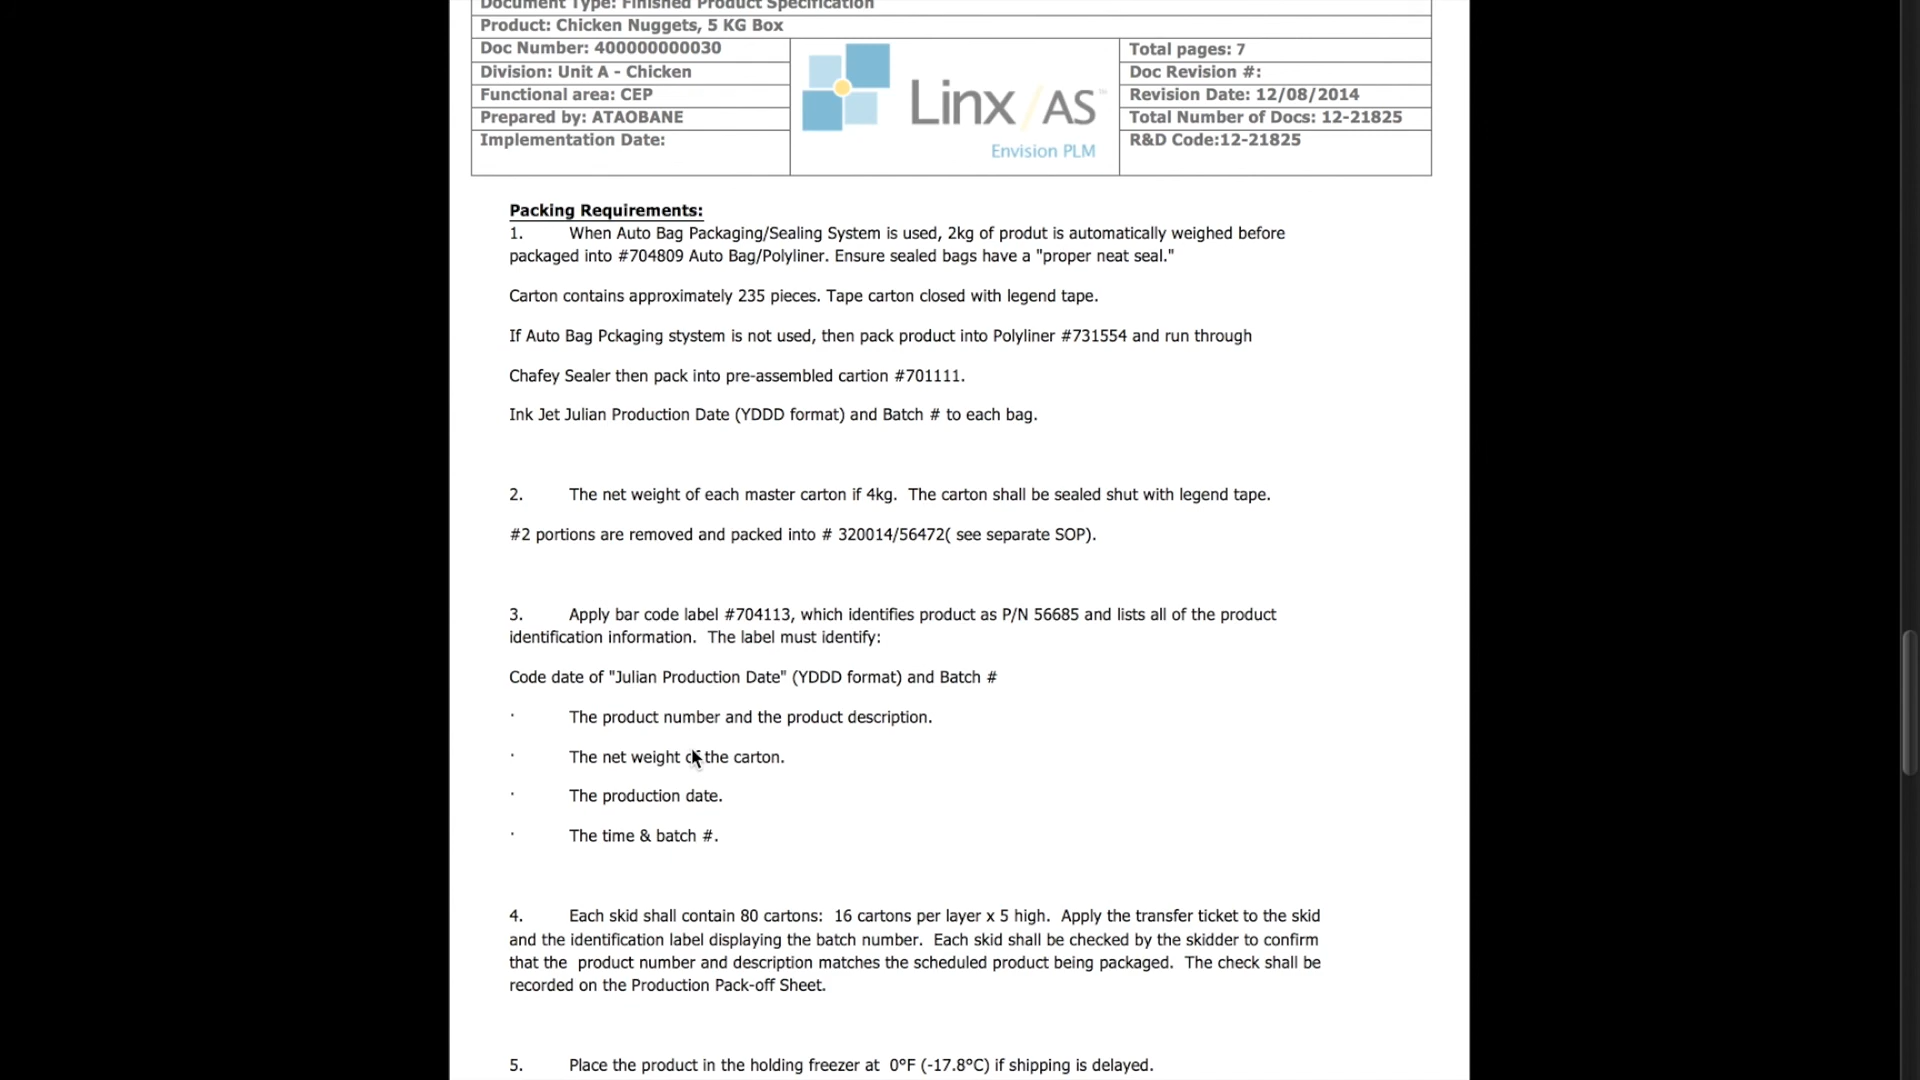 Document Type: Finished Product Specification
Product: Chicken Nuggets, 5 KG Box
Doc Number: 400000000030
Division: Unit A - Chicken
Functional area: CEP
Prepared by: ATAOBANE
Implementation Date:
Linx/AS™
Envision PLM
Total pages: 7
Doc Revision #:
Revision Date: 12/08/2014
Total Number of Docs: 12-21825
R&D Code:12-21825
Packing Requirements:
1. When Auto Bag Packaging/Sealing System is used, 2kg of produt is automatically weighed before
packaged into #704809 Auto Bag/Polyliner. Ensure sealed bags have a "proper neat seal."
Carton contains approximately 235 pieces. Tape carton closed with legend tape.
If Auto Bag Pckaging stystem is not used, then pack product into Polyliner #731554 and run through
Chafey Sealer then pack into pre-assembled cartion #701111.
Ink Jet Julian Production Date (YDDD format) and Batch # to each bag.
2. The net weight of each master carton if 4kg. The carton shall be sealed shut with legend tape.
#2 portions are removed and packed into # 320014/56472( see separate SOP).
3. Apply bar code label #704113, which identifies product as P/N 56685 and lists all of the product
identification information. The label must identify:
Code date of "Julian Production Date" (YDDD format) and Batch #
· The product number and the product description.
· The net weight of the carton.
· The production date.
· The time & batch #.
4. Each skid shall contain 80 cartons: 16 cartons per layer x 5 high. Apply the transfer ticket to the skid
and the identification label displaying the batch number. Each skid shall be checked by the skidder to confirm
that the product number and description matches the scheduled product being packaged. The check shall be
recorded on the Production Pack-off Sheet.
5. Place the product in the holding freezer at 0°F (-17.8°C) if shipping is delayed.